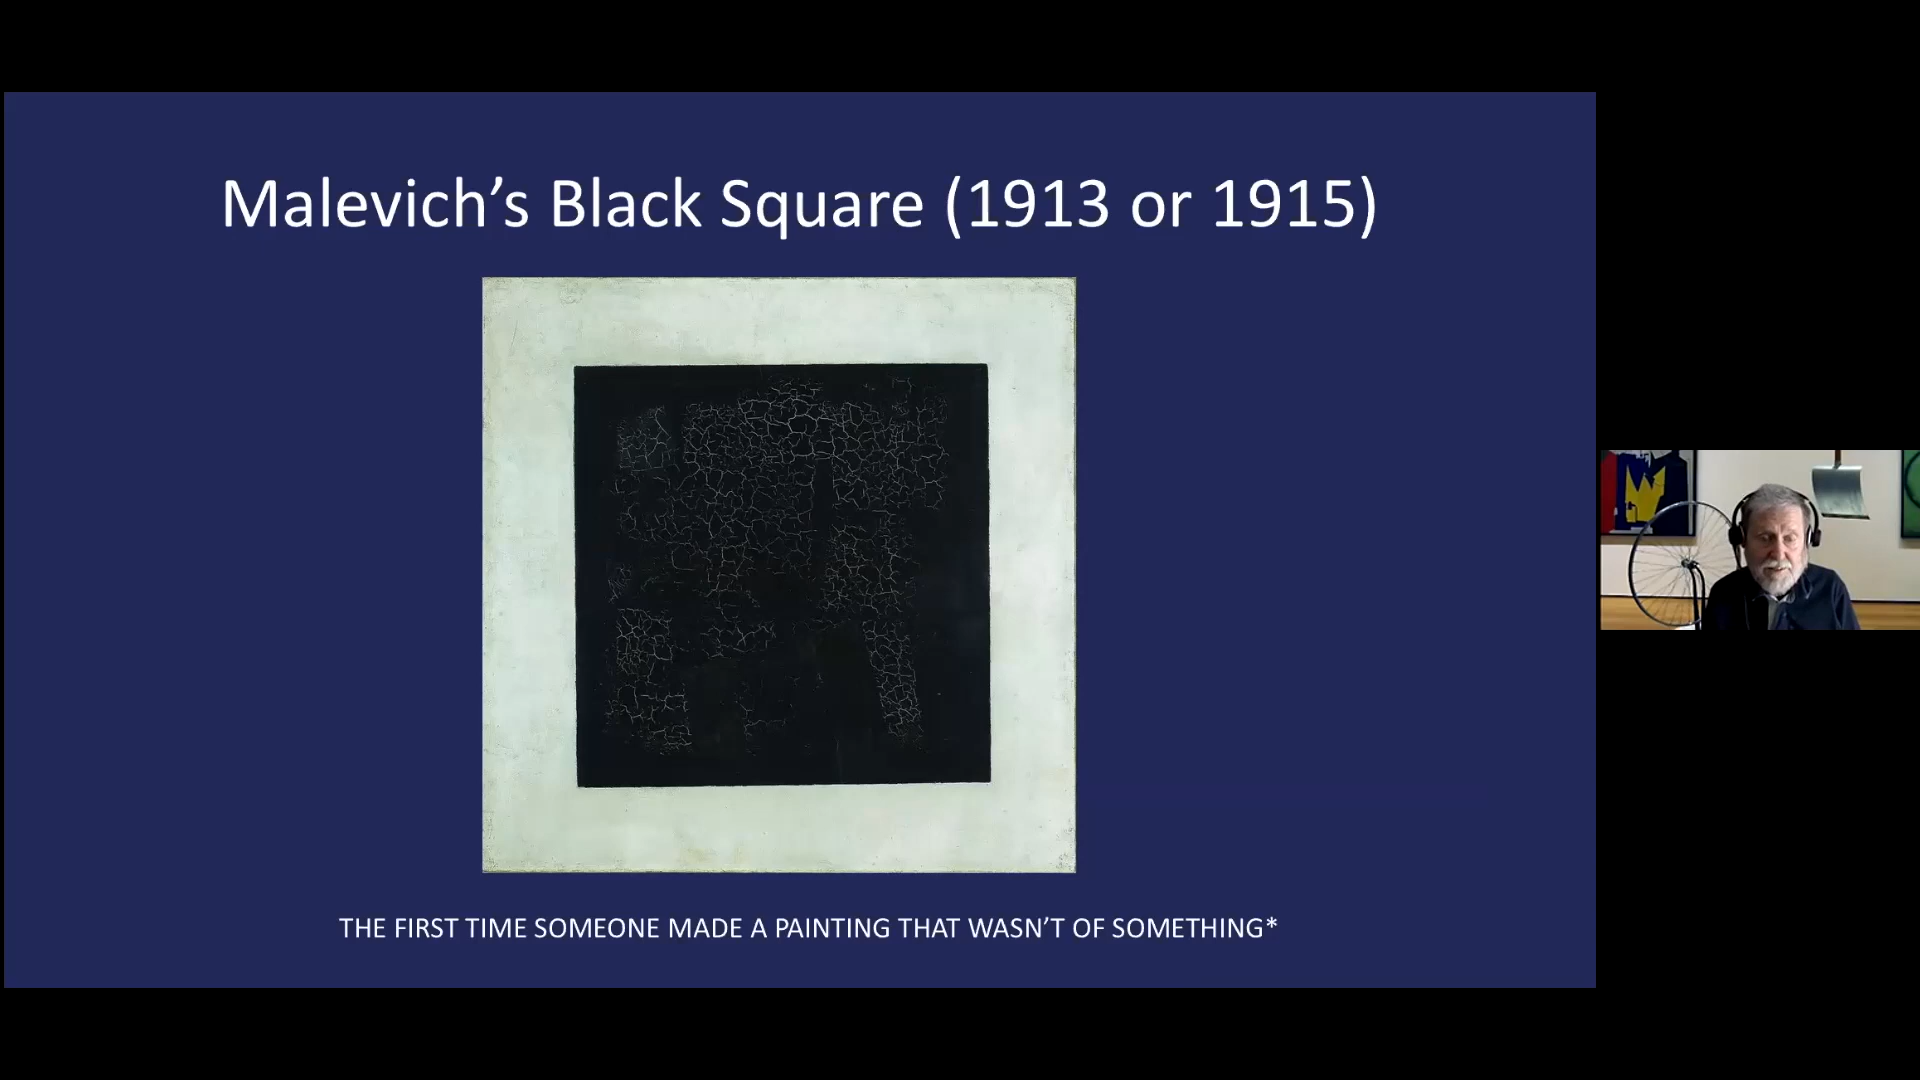 Malevich’s Black Square (1913 or 1915)
THE FIRST TIME SOMEONE MADE A PAINTING THAT WASN’T OF SOMETHING*